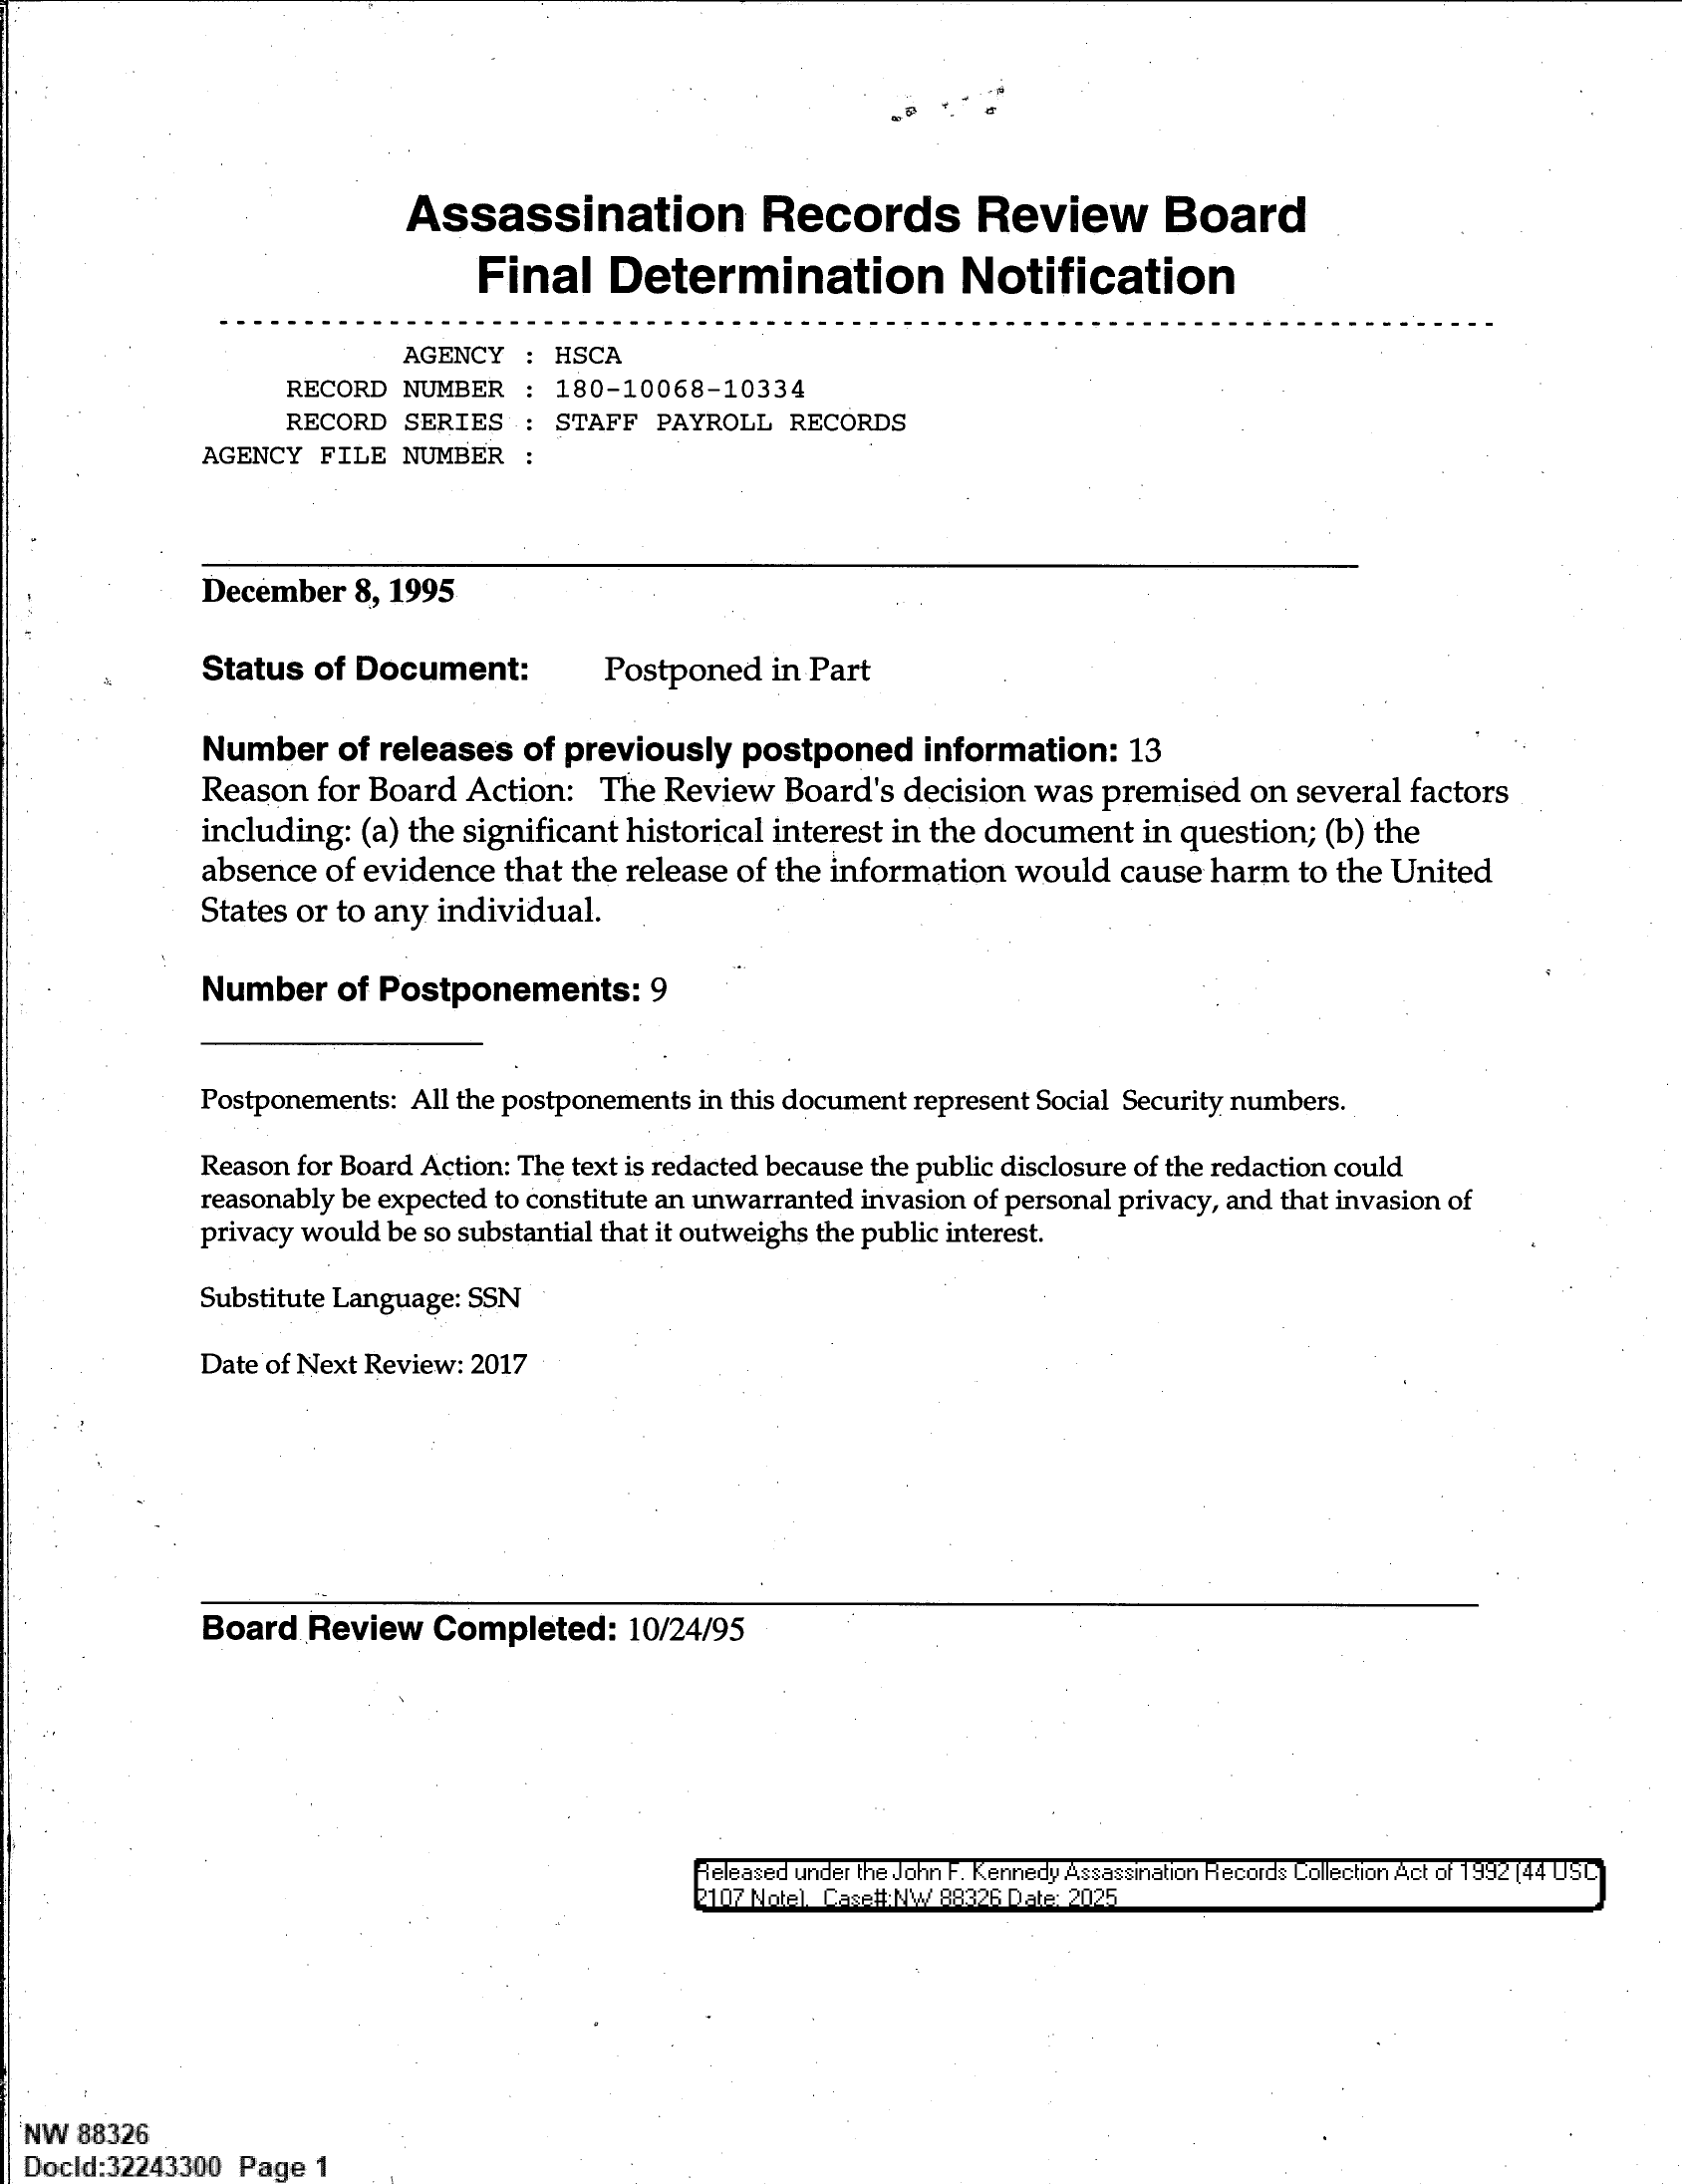 Assassination Records Review Board
Final Determination Notification
AGENCY : HSCA
RECORD NUMBER : 180-10068-10334
RECORD SERIES : STAFF PAYROLL RECORDS
AGENCY FILE NUMBER :
December 8, 1995
Status of Document: Postponed in Part
Number of releases of previously postponed information: 13
Reason for Board Action: The Review Board's decision was premised on several factors
including: (a) the significant historical interest in the document in question; (b) the
absence of evidence that the release of the information would cause harm to the United
States or to any individual.
Number of Postponements: 9
Postponements: All the postponements in this document represent Social Security numbers.
Reason for Board Action: The text is redacted because the public disclosure of the redaction could
reasonably be expected to constitute an unwarranted invasion of personal privacy, and that invasion of
privacy would be so substantial that it outweighs the public interest.
Substitute Language: SSN
Date of Next Review: 2017
Board Review Completed: 10/24/95
Released under the John F. Kennedy Assassination Records Collection Act of 1992 (44 USC
2107 Note). Case#:NW 88326 Date: 2025
NW 88326
DocId:32243300 Page 1